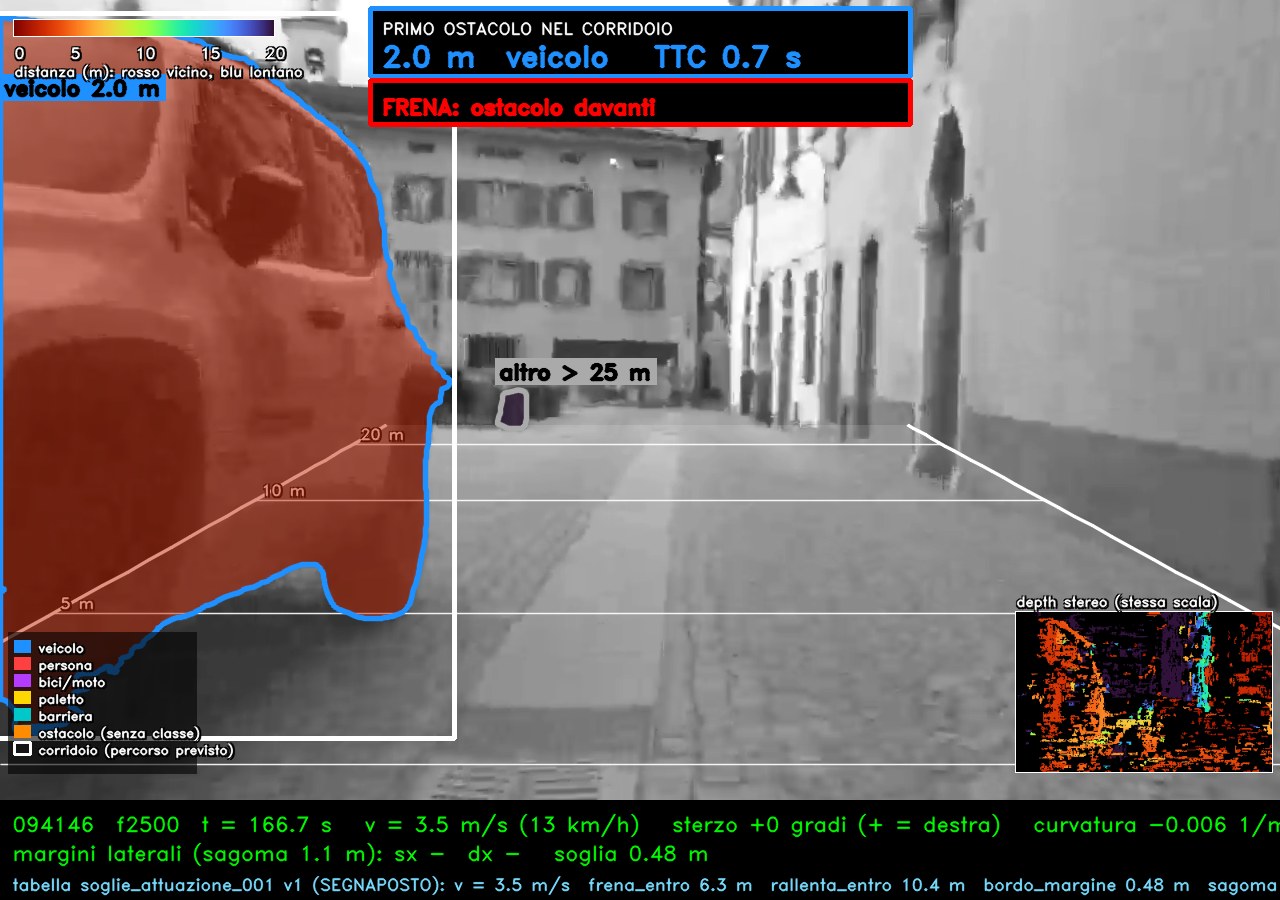 0 5 10 15 20
distanza (m): rosso vicino, blu lontano
veicolo 2.0 m
PRIMO OSTACOLO NEL CORRIDOIO
2.0 m veicolo TTC 0.7 s
FRENA: ostacolo davanti
altro > 25 m
20 m
10 m
5 m
veicolo
persona
bici/moto
paletto
barriera
ostacolo (senza classe)
corridoio (percorso previsto)
depth stereo (stessa scala)
094146 f2500 t = 166.7 s v = 3.5 m/s (13 km/h) sterzo +0 gradi (+ = destra) curvatura −0.006 1/m
margini laterali (sagoma 1.1 m): sx − dx − soglia 0.48 m
tabella soglie_attuazione_001 v1 (SEGNAPOSTO): v = 3.5 m/s frena_entro 6.3 m rallenta_entro 10.4 m bordo_margine 0.48 m sagoma